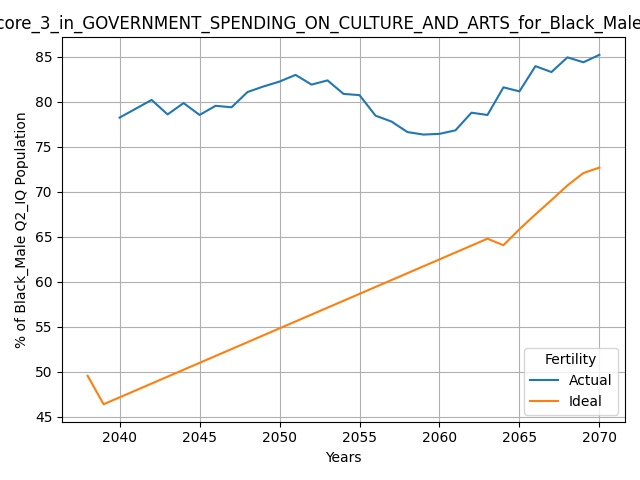 core_3_in_GOVERNMENT_SPENDING_ON_CULTURE_AND_ARTS_for_Black_Male
85
80
75
70
65
60
55
50
45
% of Black_Male Q2_IQ Population
Fertility
Actual
Ideal
2040 2045 2050 2055 2060 2065 2070
Years